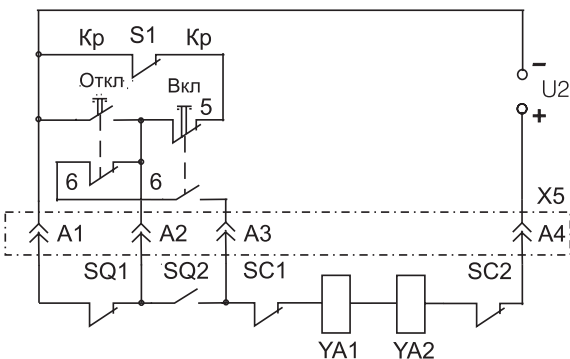 Кр S1 Кр
−
Откл Вкл
U2
5
+
6 6
X5
A1 A2 A3 A4
SQ1 SQ2 SC1 SC2
YA1 YA2